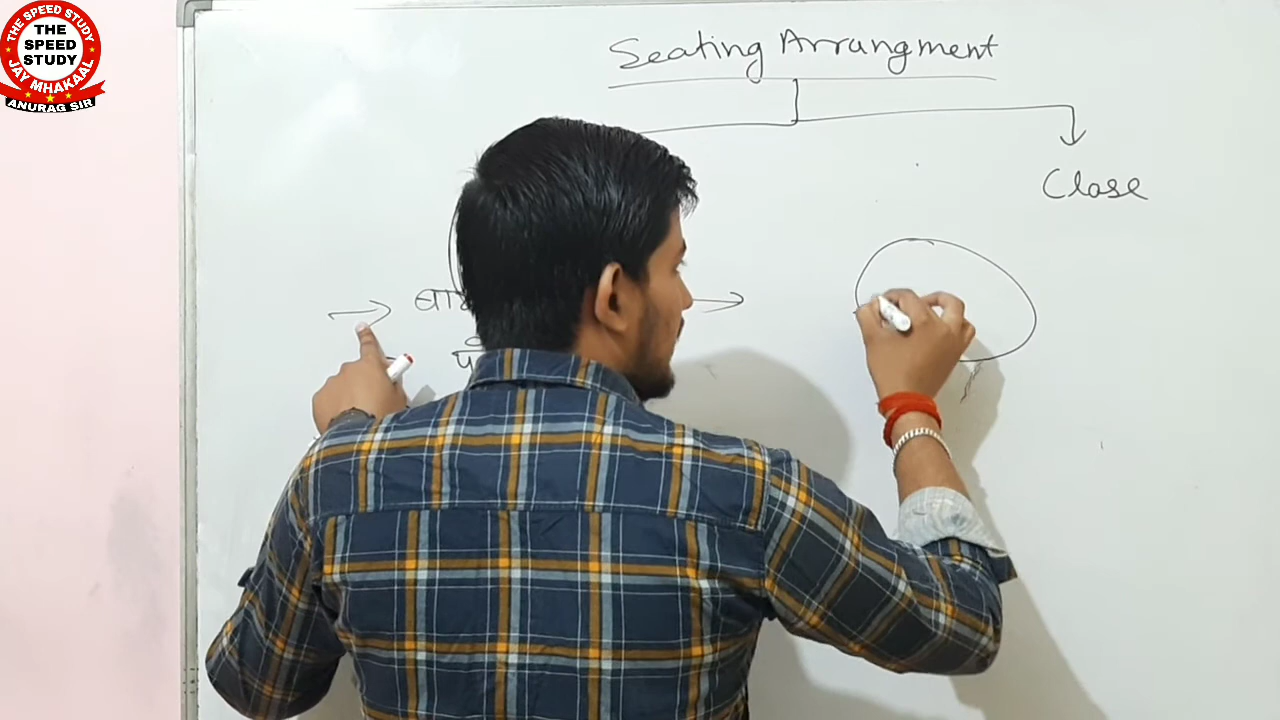 THE SPEED STUDY
THE
SPEED
STUDY
JAY MHAKAAL
ANURAG SIR
Seating Arrangment
Close